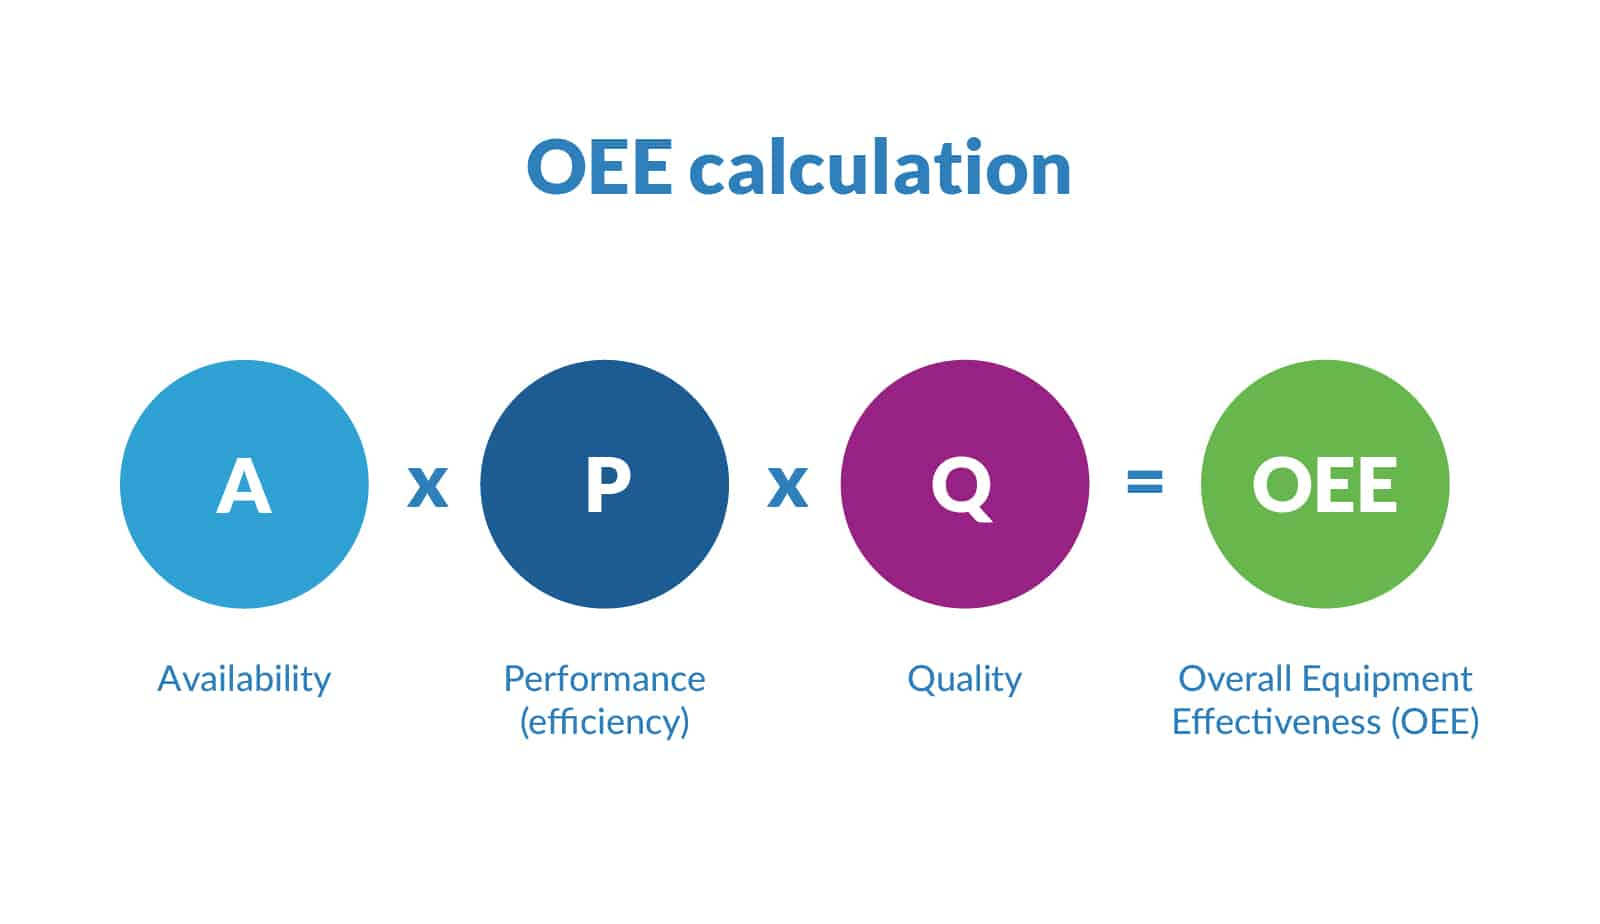 OEE calculation
A x P x Q = OEE
Availability
Performance
(efficiency)
Quality
Overall Equipment
Effectiveness (OEE)